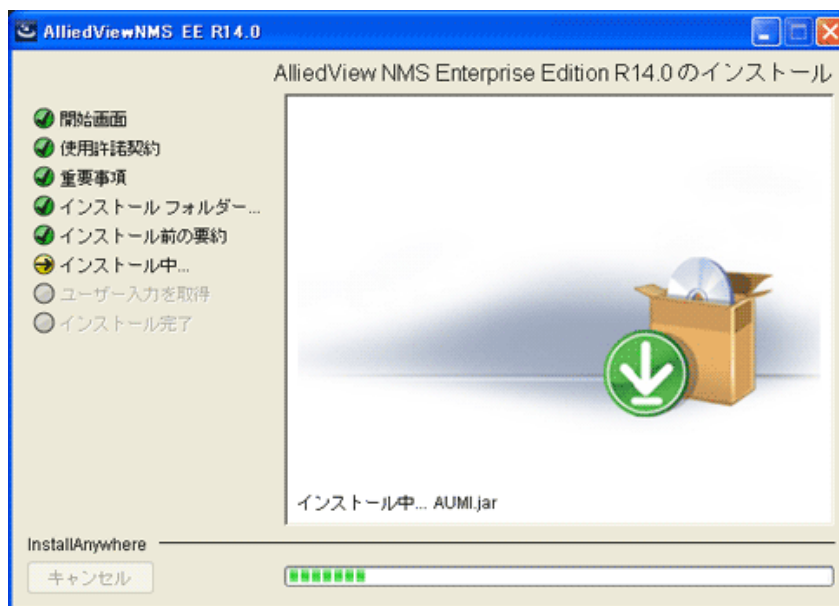 AlliedViewNMS EE R14.0
AlliedView NMS Enterprise Edition R14.0 のインストール
開始画面
使用許諾契約
重要事項
インストール フォルダー...
インストール前の要約
インストール中...
ユーザー入力を取得
インストール完了
インストール中... AUMI.jar
InstallAnywhere
キャンセル